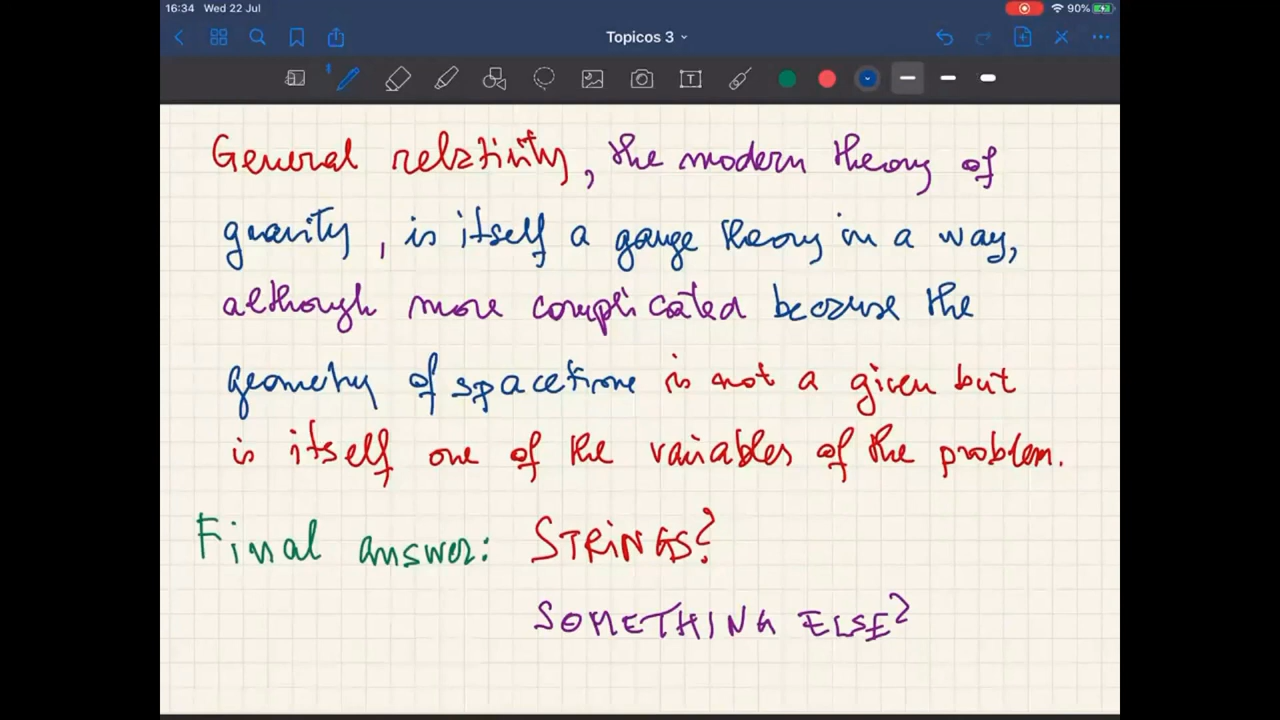 16:34 Wed 22 Jul 90%
Topicos 3
T
General relativity, the modern theory of
gravity, is itself a gauge theory in a way,
although more complicated because the
geometry of spacetime is not a given but
is itself one of the variables of the problem.
Final answer: STRINGS?
SOMETHING ELSE?